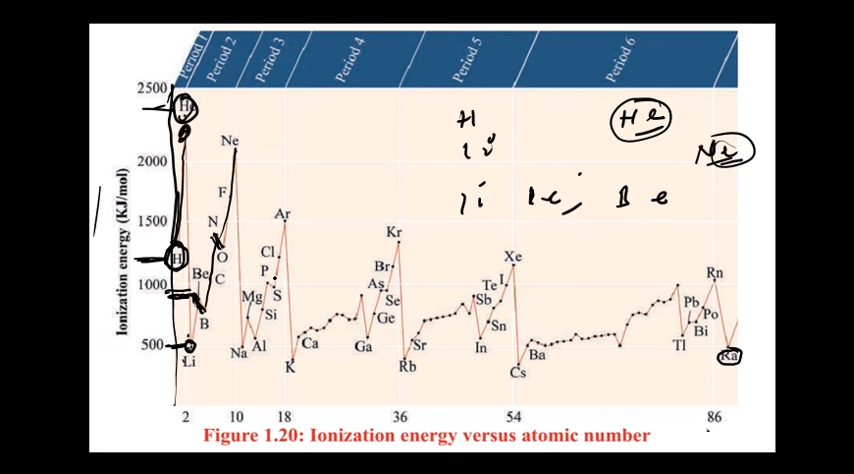 Period 1 Period 2 Period 3 Period 4 Period 5 Period 6
Ionization energy (KJ/mol)
2500
2000
1500
1000
500
H
He
Li
Be
B
C
N
O
F
Ne
Na
Mg
Al
Si
P
S
Cl
Ar
K
Ca
Ga
Ge
As
Se
Br
Kr
Rb
Sr
In
Sn
Sb
Te
I
Xe
Cs
Ba
Tl
Pb
Bi
Po
Rn
Ra
H
He
Be
2 10 18 36 54 86
Figure 1.20: Ionization energy versus atomic number